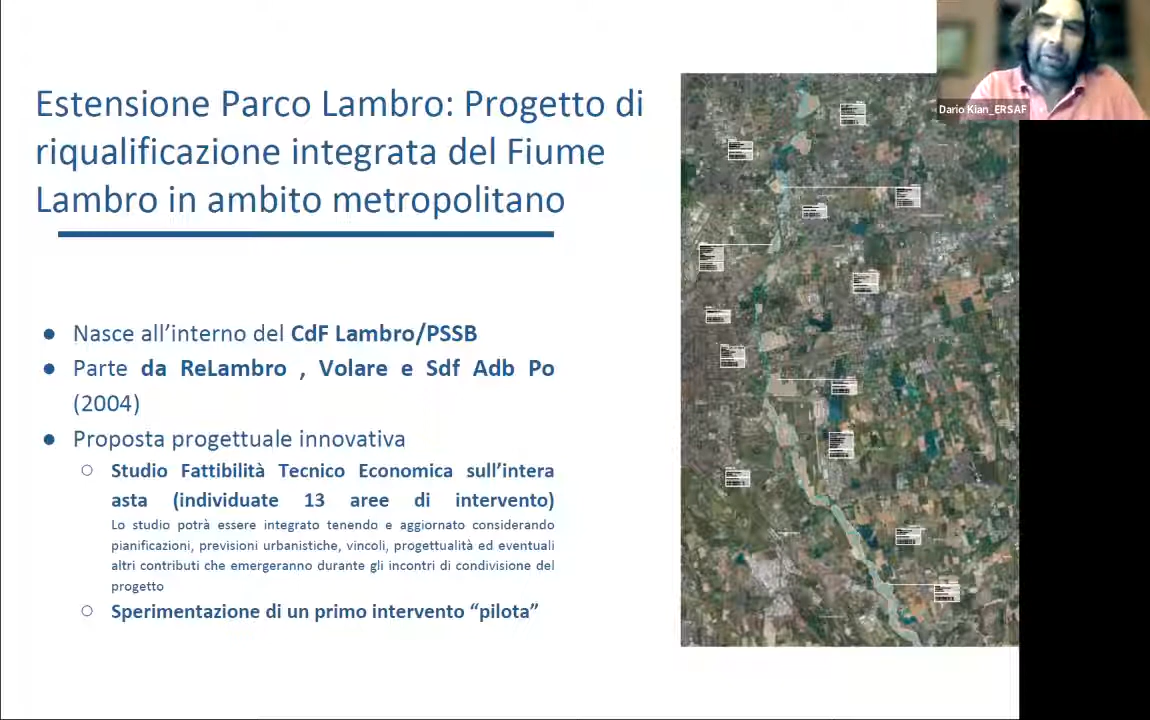 Estensione Parco Lambro: Progetto di
riqualificazione integrata del Fiume
Lambro in ambito metropolitano
Dario Kian_ERSAF
● Nasce all’interno del CdF Lambro/PSSB
● Parte da ReLambro , Volare e Sdf Adb Po
(2004)
● Proposta progettuale innovativa
○ Studio Fattibilità Tecnico Economica sull’intera
asta (individuate 13 aree di intervento)
Lo studio potrà essere integrato tenendo e aggiornato considerando
pianificazioni, previsioni urbanistiche, vincoli, progettualità ed eventuali
altri contributi che emergeranno durante gli incontri di condivisione del
progetto
○ Sperimentazione di un primo intervento “pilota”